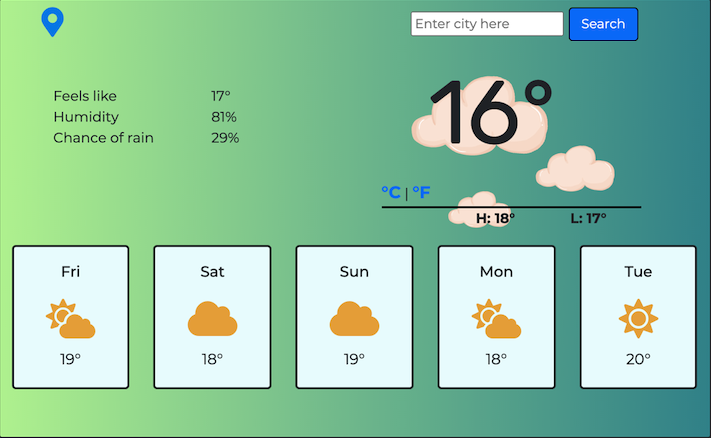 Enter city here Search
Feels like 17°
Humidity 81%
Chance of rain 29%
16°
°C | °F
H: 18° L: 17°
Fri Sat Sun Mon Tue
19° 18° 19° 18° 20°